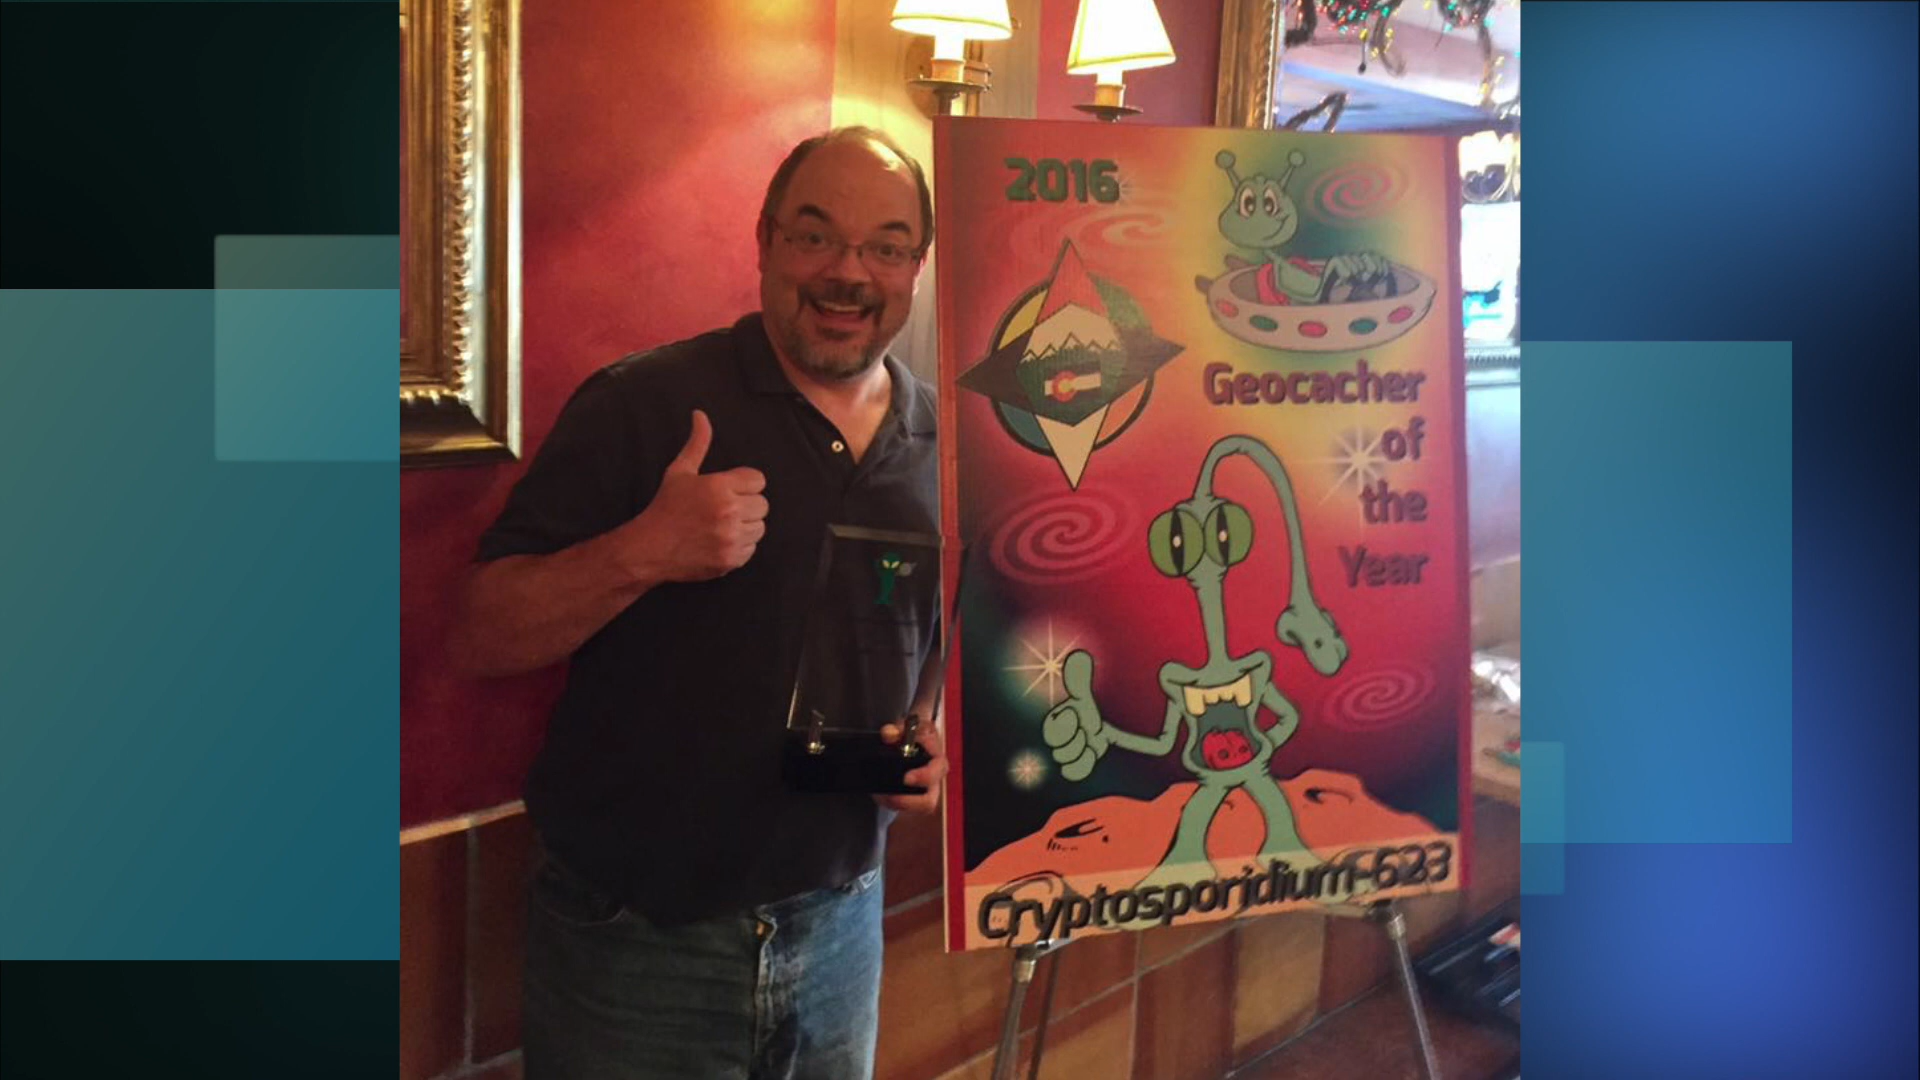 2016
Geocacher
of
the
Year
Cryptosporidium-623